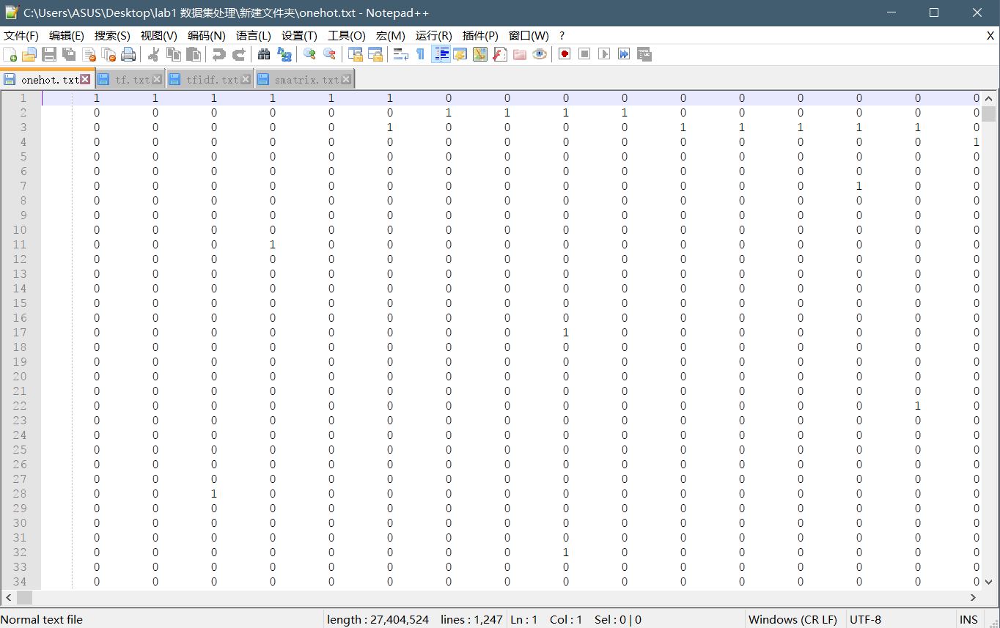 C:\Users\ASUS\Desktop\lab1 数据集处理\新建文件夹\onehot.txt - Notepad++
文件(F) 编辑(E) 搜索(S) 视图(V) 编码(N) 语言(L) 设置(T) 工具(O) 宏(M) 运行(R) 插件(P) 窗口(W) ? X
onehot.txt tf.txt tfidf.txt smatrix.txt
1 1 1 1 1 1 1 0 0 0 0 0 0 0 0 0 0
2 0 0 0 0 0 0 1 1 1 1 0 0 0 0 0 0
3 0 0 0 0 0 1 0 0 0 0 1 1 1 1 1 0
4 0 0 0 0 0 0 0 0 0 0 0 0 0 0 0 1
5 0 0 0 0 0 0 0 0 0 0 0 0 0 0 0 0
6 0 0 0 0 0 0 0 0 0 0 0 0 0 0 0 0
7 0 0 0 0 0 0 0 0 0 0 0 0 0 1 0 0
8 0 0 0 0 0 0 0 0 0 0 0 0 0 0 0 0
9 0 0 0 0 0 0 0 0 0 0 0 0 0 0 0 0
10 0 0 0 0 0 0 0 0 0 0 0 0 0 0 0 0
11 0 0 0 1 0 0 0 0 0 0 0 0 0 0 0 0
12 0 0 0 0 0 0 0 0 0 0 0 0 0 0 0 0
13 0 0 0 0 0 0 0 0 0 0 0 0 0 0 0 0
14 0 0 0 0 0 0 0 0 0 0 0 0 0 0 0 0
15 0 0 0 0 0 0 0 0 0 0 0 0 0 0 0 0
16 0 0 0 0 0 0 0 0 0 0 0 0 0 0 0 0
17 0 0 0 0 0 0 0 0 1 0 0 0 0 0 0 0
18 0 0 0 0 0 0 0 0 0 0 0 0 0 0 0 0
19 0 0 0 0 0 0 0 0 0 0 0 0 0 0 0 0
20 0 0 0 0 0 0 0 0 0 0 0 0 0 0 0 0
21 0 0 0 0 0 0 0 0 0 0 0 0 0 0 0 0
22 0 0 0 0 0 0 0 0 0 0 0 0 0 0 1 0
23 0 0 0 0 0 0 0 0 0 0 0 0 0 0 0 0
24 0 0 0 0 0 0 0 0 0 0 0 0 0 0 0 0
25 0 0 0 0 0 0 0 0 0 0 0 0 0 0 0 0
26 0 0 0 0 0 0 0 0 0 0 0 0 0 0 0 0
27 0 0 0 0 0 0 0 0 0 0 0 0 0 0 0 0
28 0 0 1 0 0 0 0 0 0 0 0 0 0 0 0 0
29 0 0 0 0 0 0 0 0 0 0 0 0 0 0 0 0
30 0 0 0 0 0 0 0 0 0 0 0 0 0 0 0 0
31 0 0 0 0 0 0 0 0 0 0 0 0 0 0 0 0
32 0 0 0 0 0 0 0 0 1 0 0 0 0 0 0 0
33 0 0 0 0 0 0 0 0 0 0 0 0 0 0 0 0
34 0 0 0 0 0 0 0 0 0 0 0 0 0 0 0 0
Normal text file length : 27,404,524 lines : 1,247 Ln : 1 Col : 1 Sel : 0 | 0 Windows (CR LF) UTF-8 INS